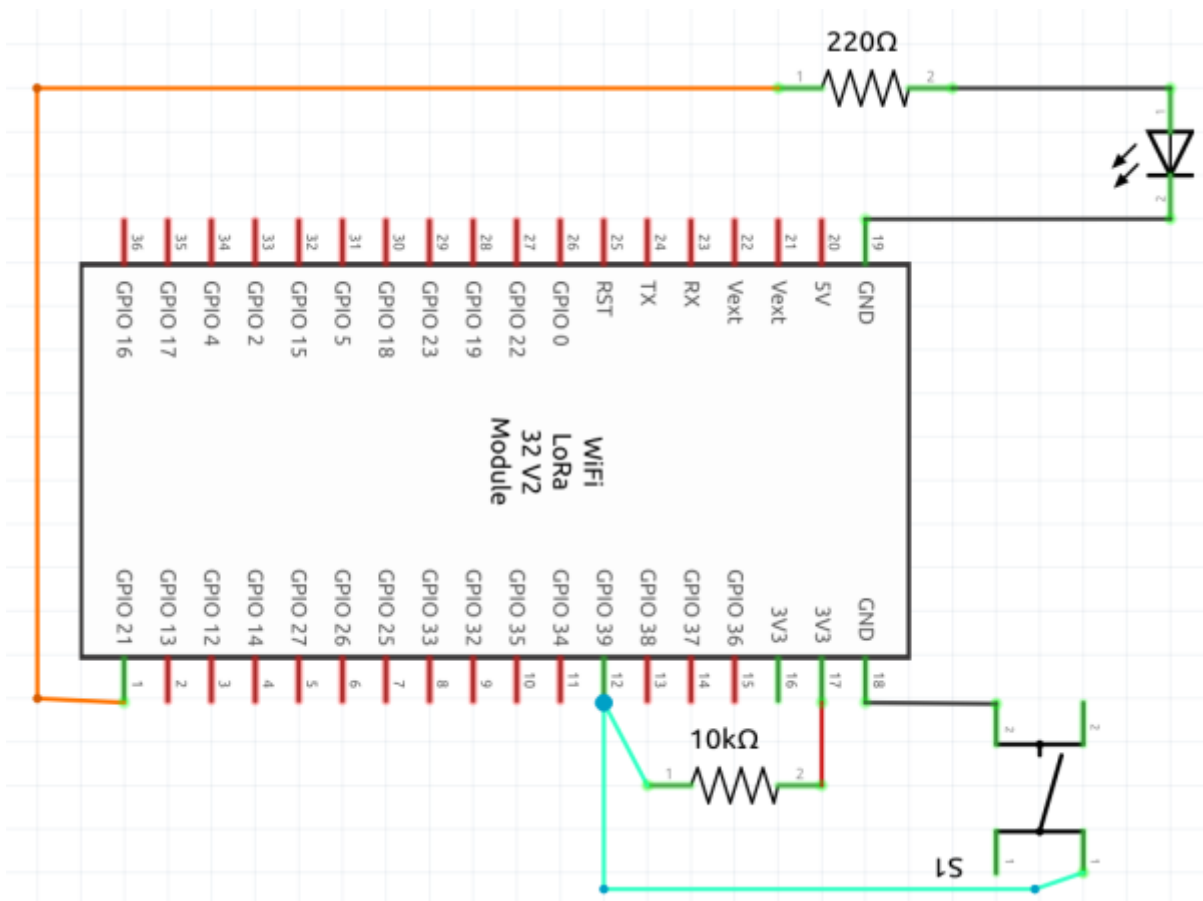 220Ω
1
2
1
2
36
35
34
33
32
31
30
29
28
27
26
25
24
23
22
21
20
19
GPIO 16
GPIO 17
GPIO 4
GPIO 2
GPIO 15
GPIO 5
GPIO 18
GPIO 23
GPIO 19
GPIO 22
GPIO 0
RST
TX
RX
Vext
Vext
5V
GND
WiFi
LoRa
32 V2
Module
GPIO 21
GPIO 13
GPIO 12
GPIO 14
GPIO 27
GPIO 26
GPIO 25
GPIO 33
GPIO 32
GPIO 35
GPIO 34
GPIO 39
GPIO 38
GPIO 37
GPIO 36
3V3
3V3
GND
1
2
3
4
5
6
7
8
9
10
11
12
13
14
15
16
17
18
10kΩ
1
2
2
2
S1
1
1